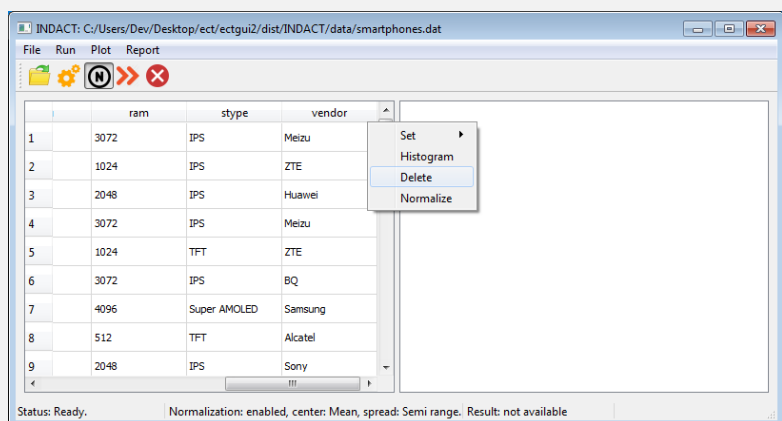 INDACT: C:/Users/Dev/Desktop/ect/ectgui2/dist/INDACT/data/smartphones.dat
File Run Plot Report
N
ram stype vendor
1 3072 IPS Meizu
2 1024 IPS ZTE
3 2048 IPS Huawei
4 3072 IPS Meizu
5 1024 TFT ZTE
6 3072 IPS BQ
7 4096 Super AMOLED Samsung
8 512 TFT Alcatel
9 2048 IPS Sony
Set
Histogram
Delete
Normalize
Status: Ready. Normalization: enabled, center: Mean, spread: Semi range. Result: not available